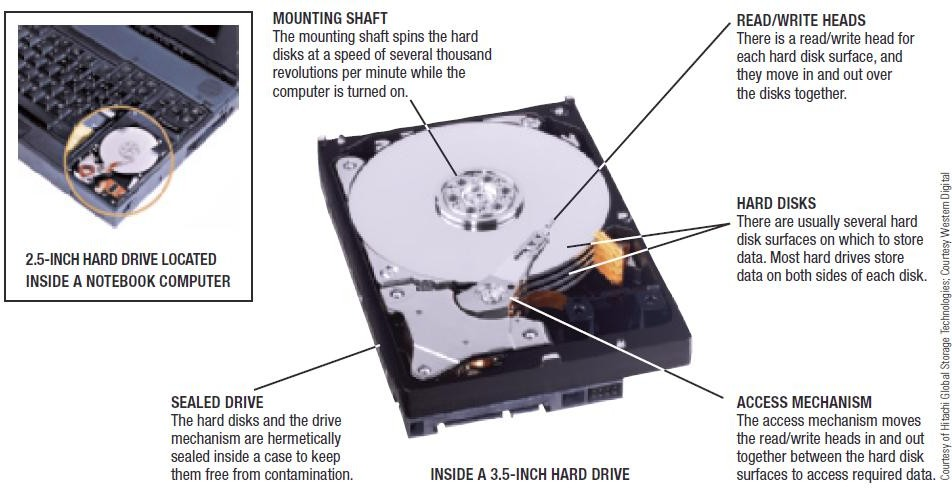 MOUNTING SHAFT
The mounting shaft spins the hard
disks at a speed of several thousand
revolutions per minute while the
computer is turned on.
READ/WRITE HEADS
There is a read/write head for
each hard disk surface, and
they move in and out over
the disks together.
2.5-INCH HARD DRIVE LOCATED
INSIDE A NOTEBOOK COMPUTER
HARD DISKS
There are usually several hard
disk surfaces on which to store
data. Most hard drives store
data on both sides of each disk.
SEALED DRIVE
The hard disks and the drive
mechanism are hermetically
sealed inside a case to keep
them free from contamination.
INSIDE A 3.5-INCH HARD DRIVE
ACCESS MECHANISM
The access mechanism moves
the read/write heads in and out
together between the hard disk
surfaces to access required data.
Courtesy of Hitachi Global Storage Technologies; Courtesy Western Digital